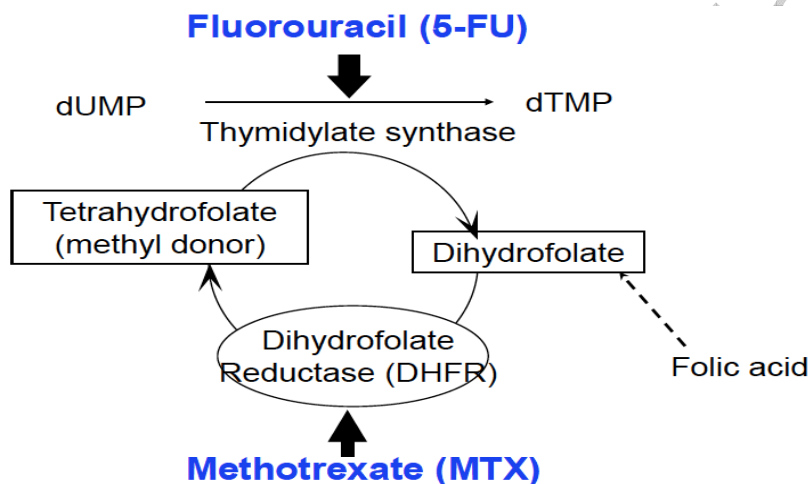 Fluorouracil (5-FU)
dUMP
dTMP
Thymidylate synthase
Tetrahydrofolate
(methyl donor)
Dihydrofolate
Dihydrofolate
Reductase (DHFR)
Folic acid
Methotrexate (MTX)